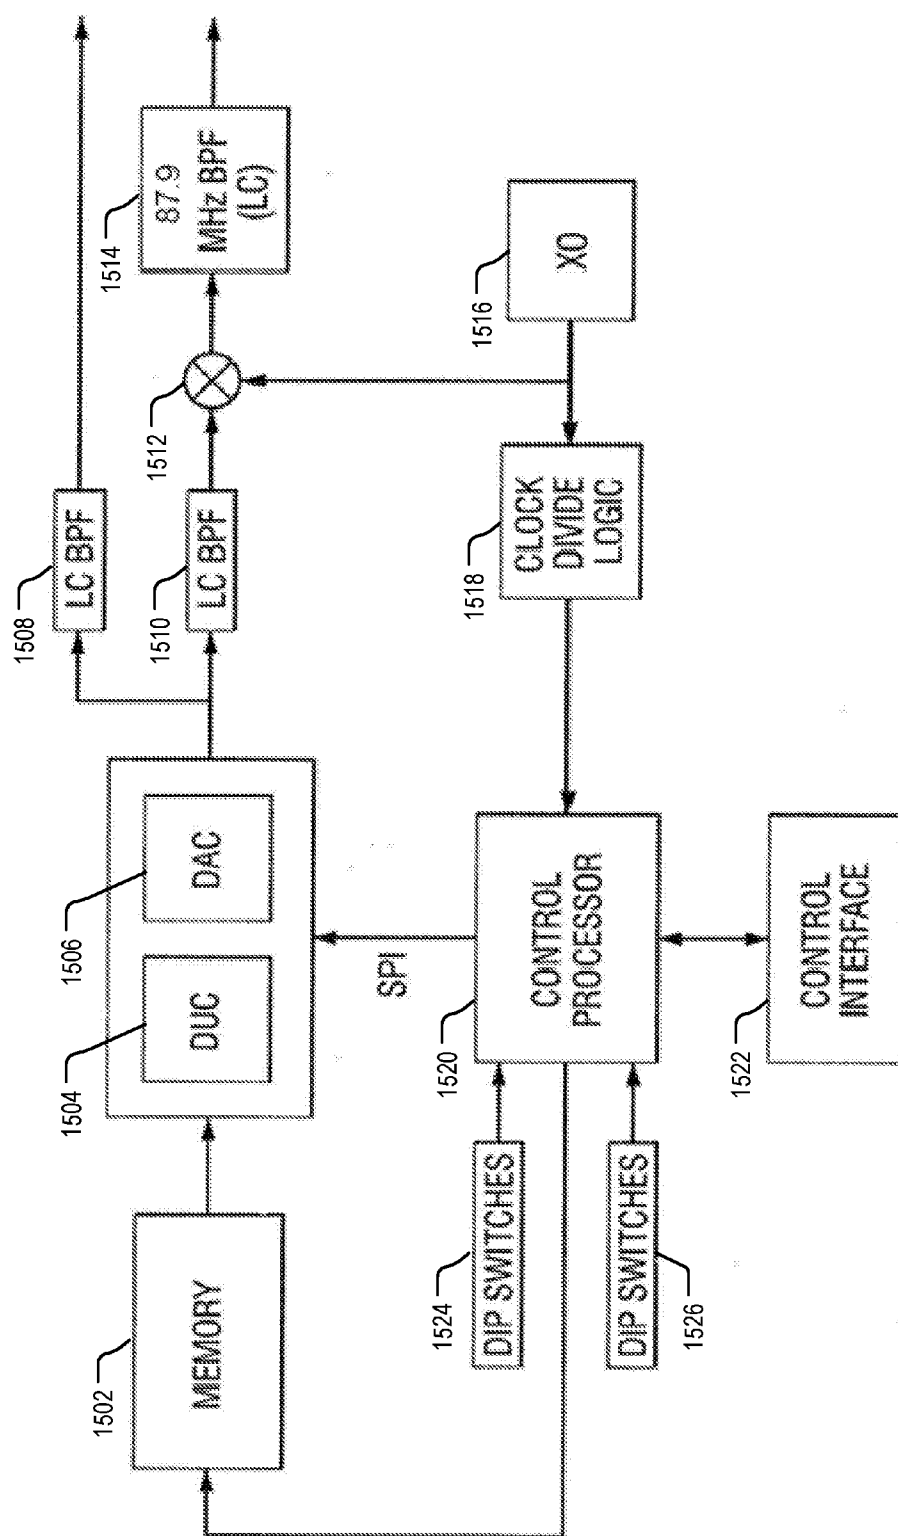 1502
MEMORY
1504
DUC
1506
DAC
1508
LC BPF
1510
LC BPF
1512
1514
87.9
MHz BPF
(LC)
1516
XO
1518
CLOCK
DIVIDE
LOGIC
SPI
1520
CONTROL
PROCESSOR
1522
CONTROL
INTERFACE
1524
DIP SWITCHES
1526
DIP SWITCHES